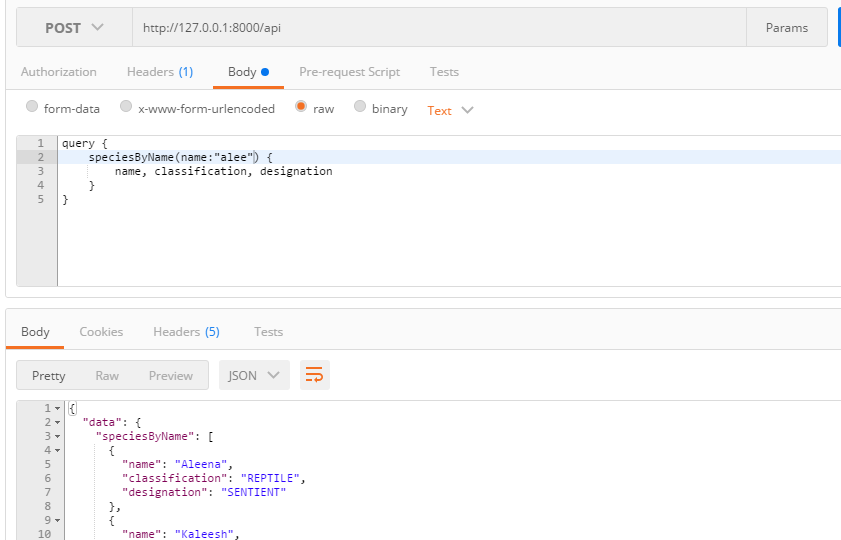 POST http://127.0.0.1:8000/api Params
Authorization Headers (1) Body Pre-request Script Tests
form-data x-www-form-urlencoded raw binary Text
1 query {
2 speciesByName(name:"alee") {
3 name, classification, designation
4 }
5 }
Body Cookies Headers (5) Tests
Pretty Raw Preview JSON
1 {
2 "data": {
3 "speciesByName": [
4 {
5 "name": "Aleena",
6 "classification": "REPTILE",
7 "designation": "SENTIENT"
8 },
9 {
10 "name": "Kaleesh",